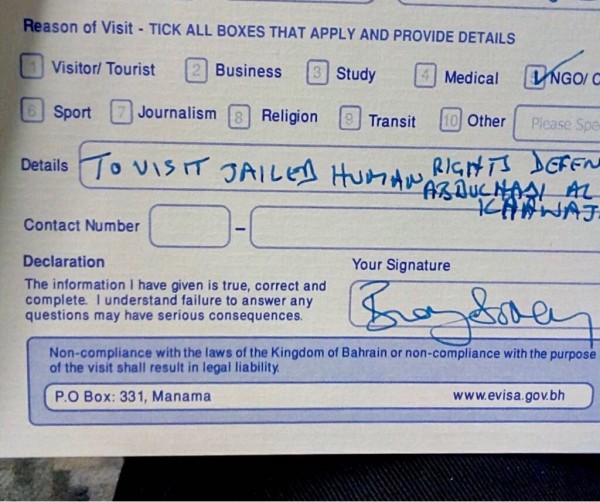 Reason of Visit - TICK ALL BOXES THAT APPLY AND PROVIDE DETAILS
1 Visitor/ Tourist 2 Business 3 Study 4 Medical NGO/
6 Sport 7 Journalism 8 Religion 9 Transit 10 Other Please Spe
Details TO VISIT JAILED HUMAN RIGHTS DEFEN
ABDULHADI AL
KHAWAJ
Contact Number –
Declaration Your Signature
The information I have given is true, correct and
complete. I understand failure to answer any
questions may have serious consequences.
Non-compliance with the laws of the Kingdom of Bahrain or non-compliance with the purpose
of the visit shall result in legal liability.
P.O Box: 331, Manama www.evisa.gov.bh